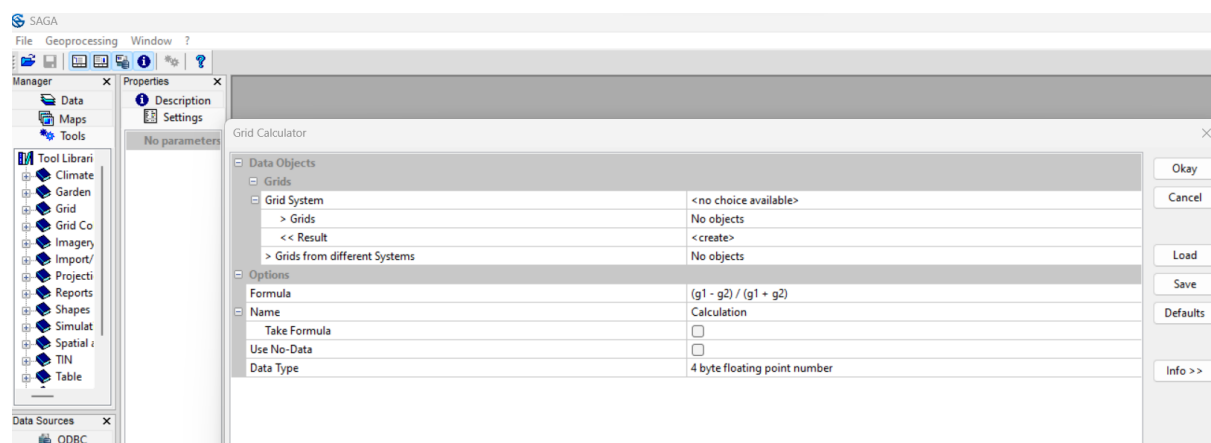 SAGA
File Geoprocessing Window ?
Manager x Properties x
Data
Maps
Tools
Description
Settings
No parameters
Tool Librari
Climate
Garden
Grid
Grid Co
Imagery
Import/
Projecti
Reports
Shapes
Simulat
Spatial a
TIN
Table
Data Sources x
ODBC
Grid Calculator
Data Objects
Grids
Grid System <no choice available>
> Grids No objects
<< Result <create>
> Grids from different Systems No objects
Options
Formula (g1 - g2) / (g1 + g2)
Name Calculation
Take Formula
Use No-Data
Data Type 4 byte floating point number
Okay
Cancel
Load
Save
Defaults
Info >>